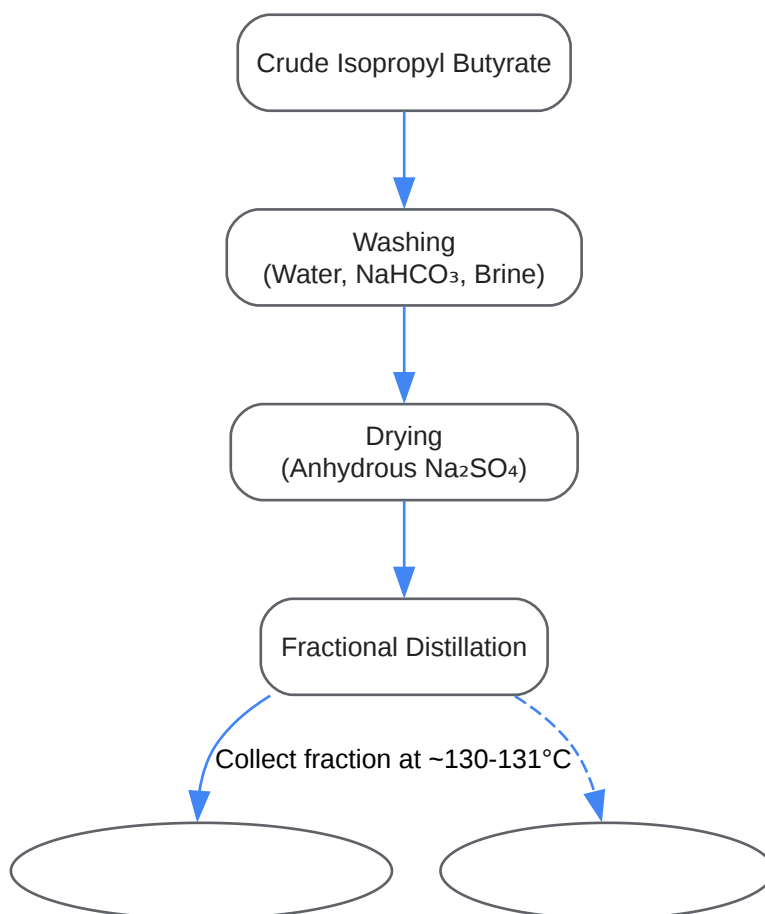 Crude Isopropyl Butyrate
Washing
(Water, NaHCO₃, Brine)
Drying
(Anhydrous Na₂SO₄)
Fractional Distillation
Collect fraction at ~130-131°C